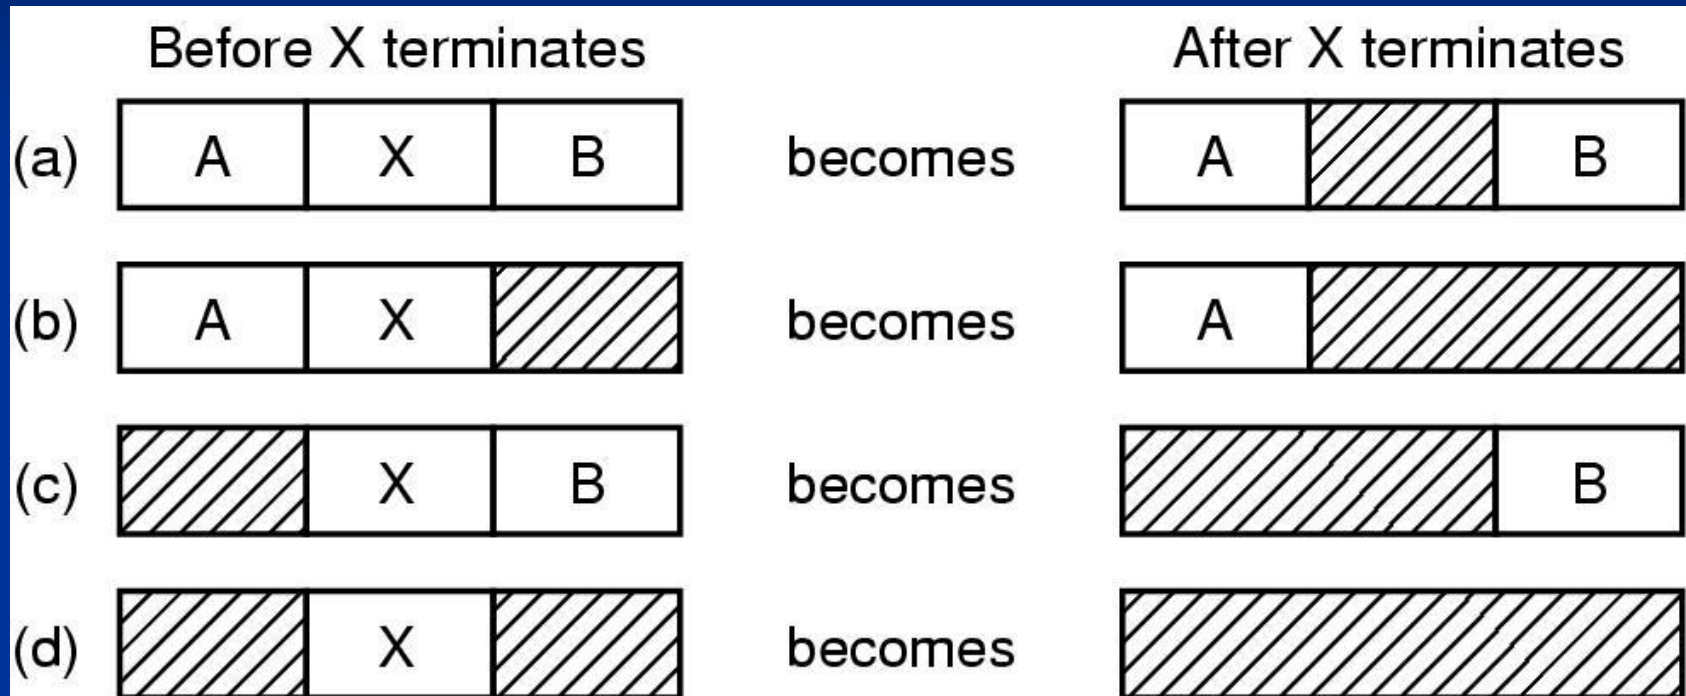 Before X terminates After X terminates
(a) A X B becomes A B
(b) A X becomes A
(c) X B becomes B
(d) X becomes